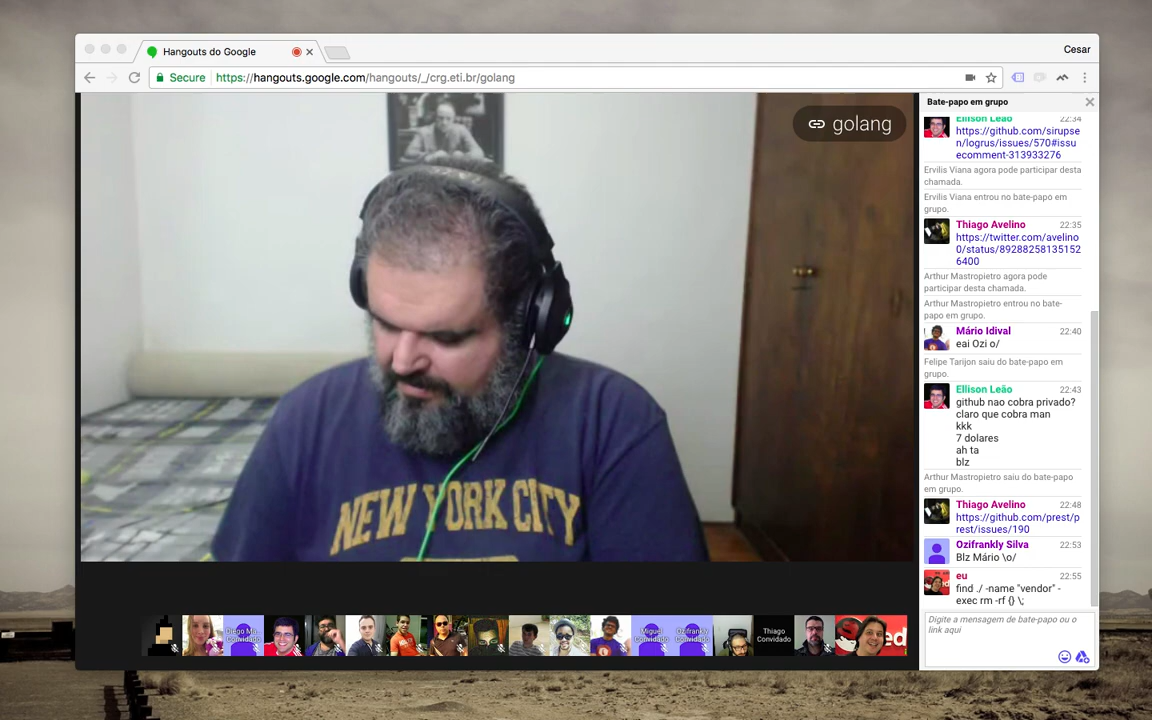 Hangouts do Google
Cesar
Secure
https://hangouts.google.com/hangouts/_/crg.eti.br/golang
golang
NEW YORK CITY
Bate-papo em grupo
Ellison Leão 22:34
https://github.com/sirupse
n/logrus/issues/570#issu
ecomment-313933276
Ervilis Viana agora pode participar desta
chamada.
Ervilis Viana entrou no bate-papo em
grupo.
Thiago Avelino 22:35
https://twitter.com/avelino
0/status/89288258135152
6400
Arthur Mastropietro agora pode
participar desta chamada.
Arthur Mastropietro entrou no bate-
papo em grupo.
Mário Idival 22:40
eai Ozi o/
Felipe Tarijon saiu do bate-papo em
grupo.
Ellison Leão 22:43
github nao cobra privado?
claro que cobra man
kkk
7 dolares
ah ta
blz
Arthur Mastropietro saiu do bate-papo
em grupo.
Thiago Avelino 22:48
https://github.com/prest/p
rest/issues/190
Ozifrankly Silva 22:53
Blz Mário \o/
eu 22:55
find ./ -name "vendor" -
exec rm -rf {} \;
Digite a mensagem de bate-papo ou o
link aqui
Diego Ma
Convidado
Miguel
Convidado
Ozifrankly
Convidado
Thiago
Convidado
ed